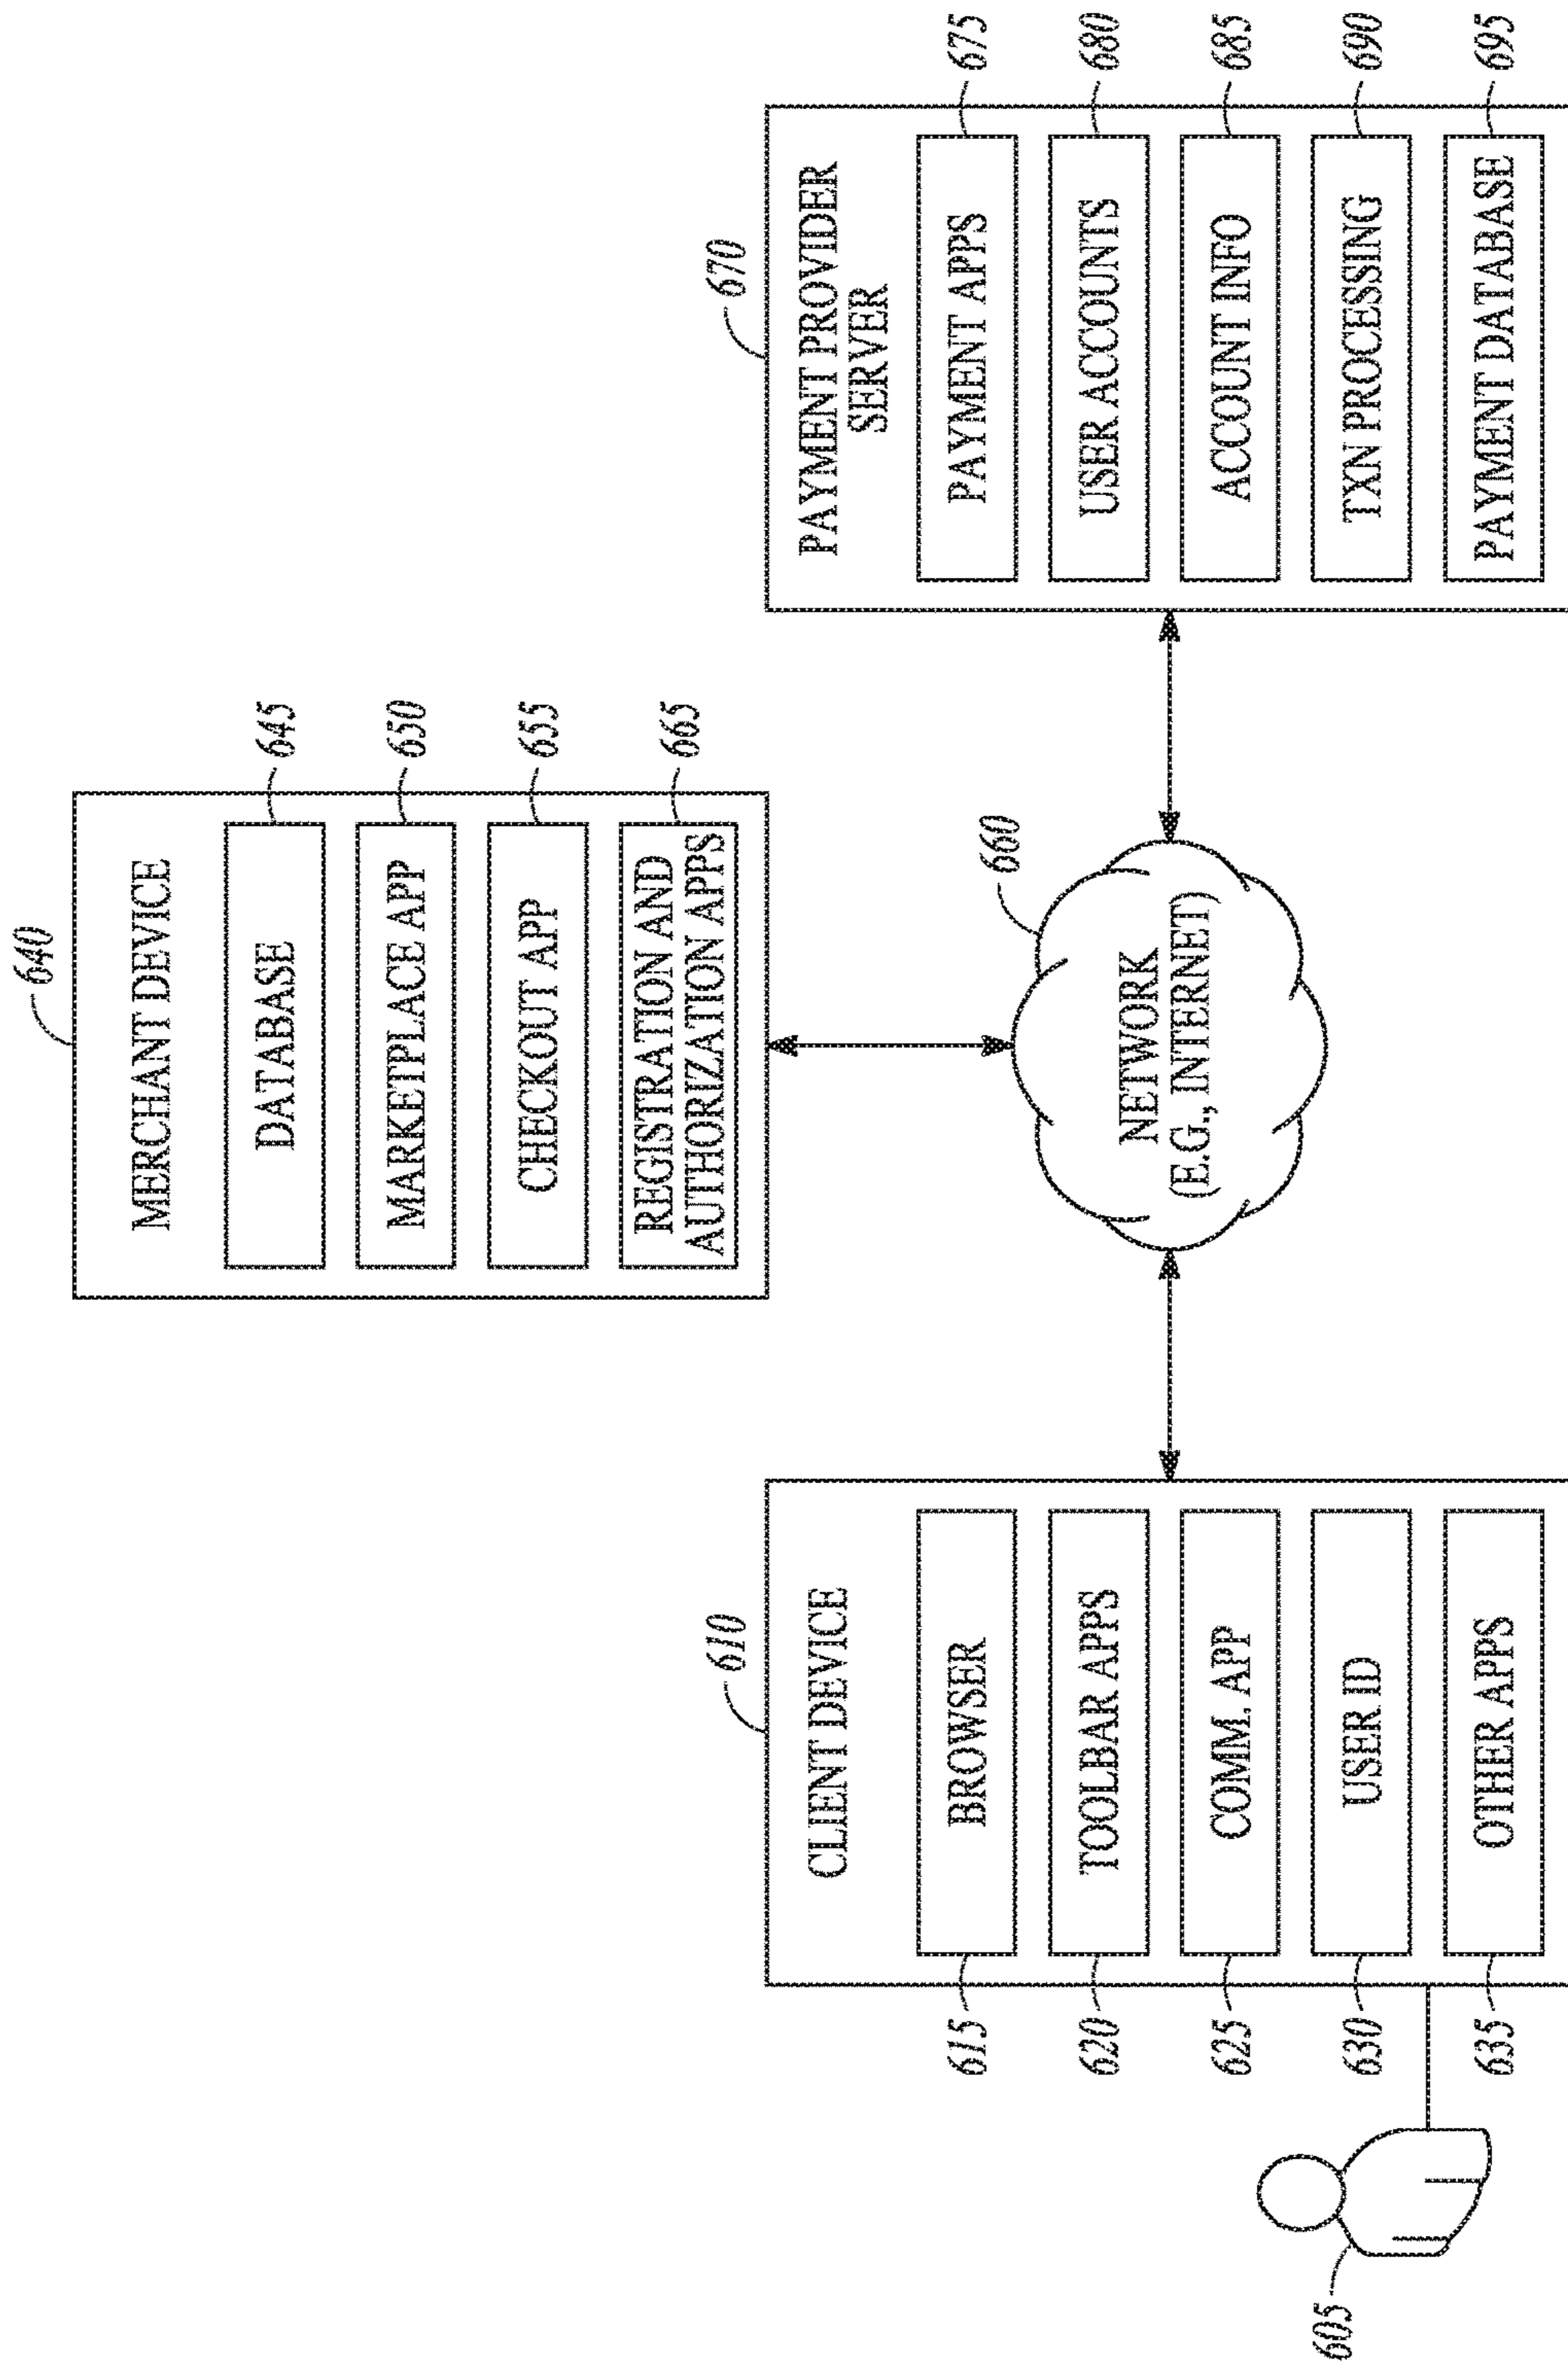 640
MERCHANT DEVICE
DATABASE
645
MARKETPLACE APP
650
CHECKOUT APP
655
REGISTRATION AND
AUTHORIZATION APPS
665
610
CLIENT DEVICE
615
BROWSER
620
TOOLBAR APPS
625
COMM. APP
630
USER ID
635
OTHER APPS
605
660
NETWORK
(E.G., INTERNET)
670
PAYMENT PROVIDER
SERVER
PAYMENT APPS
675
USER ACCOUNTS
680
ACCOUNT INFO
685
TXN PROCESSING
690
PAYMENT DATABASE
695